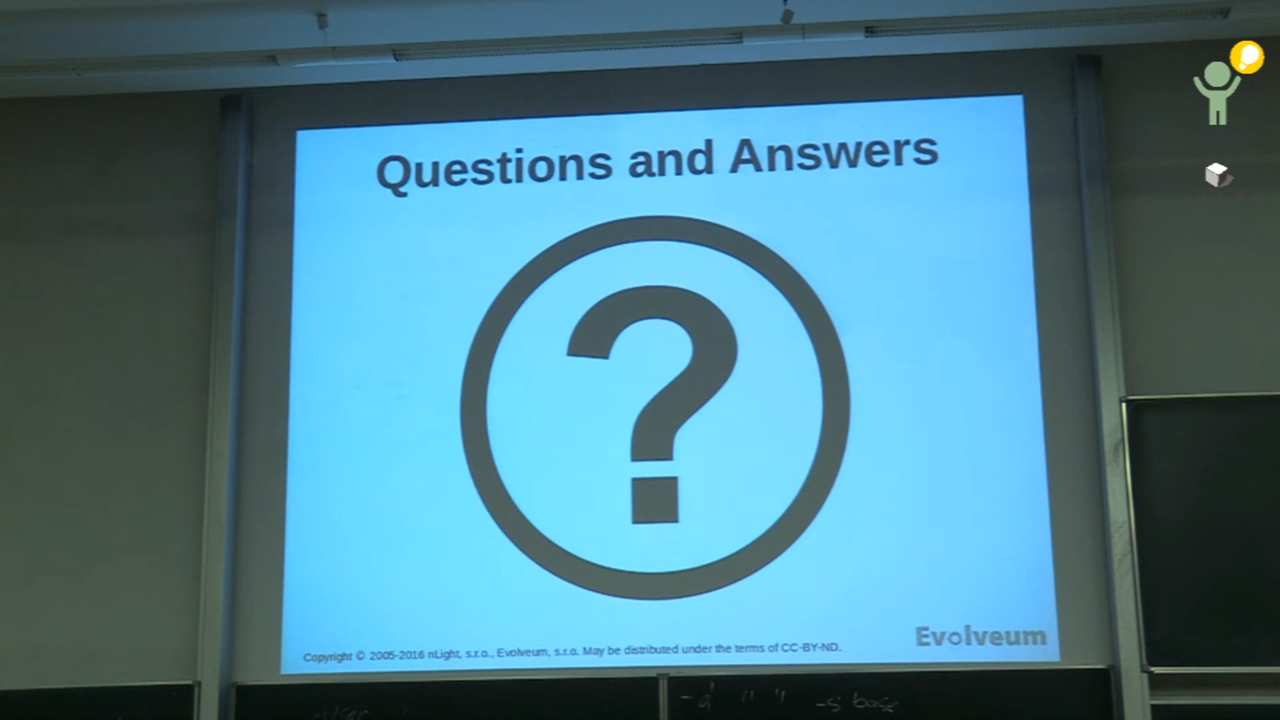 Questions and Answers
?
Copyright © 2005-2016 nLight, s.r.o., Evolveum, s.r.o. May be distributed under the terms of CC-BY-ND.
Evolveum
-s base